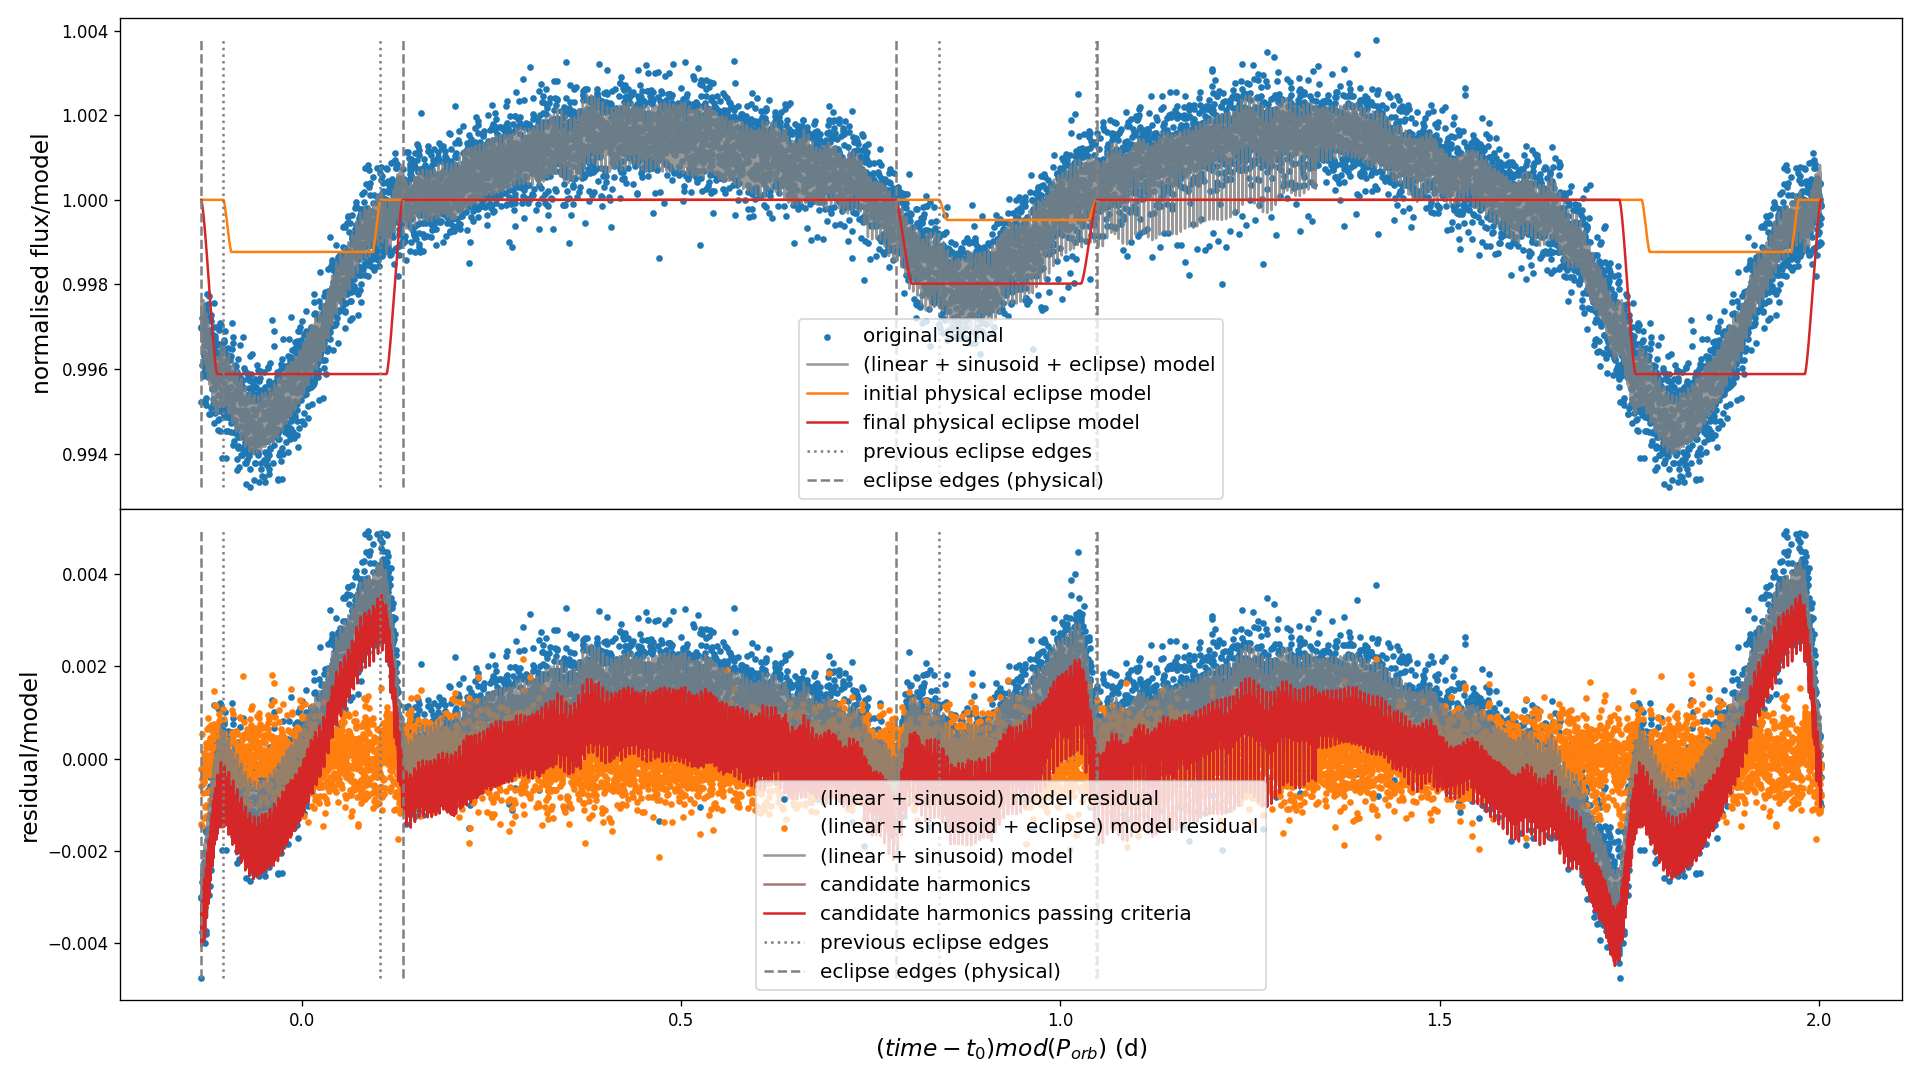 1.004
1.002
1.000
0.998
0.996
0.994
normalised flux/model
original signal
(linear + sinusoid + eclipse) model
initial physical eclipse model
final physical eclipse model
previous eclipse edges
eclipse edges (physical)
0.004
0.002
0.000
−0.002
−0.004
residual/model
(linear + sinusoid) model residual
(linear + sinusoid + eclipse) model residual
(linear + sinusoid) model
candidate harmonics
candidate harmonics passing criteria
previous eclipse edges
eclipse edges (physical)
0.0 0.5 1.0 1.5 2.0
(time − t₀)mod(P_orb) (d)